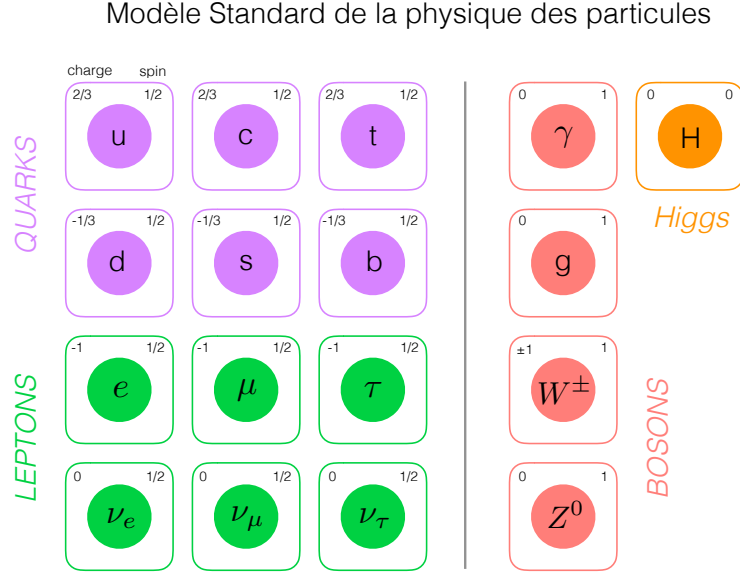 Modèle Standard de la physique des particules
charge spin
2/3 1/2 2/3 1/2 2/3 1/2 0 1 0 0
u c t γ H
QUARKS
Higgs
-1/3 1/2 -1/3 1/2 -1/3 1/2 0 1
d s b g
-1 1/2 -1 1/2 -1 1/2 ±1 1
e μ τ W±
LEPTONS
BOSONS
0 1/2 0 1/2 0 1/2 0 1
νe νμ ντ Z0